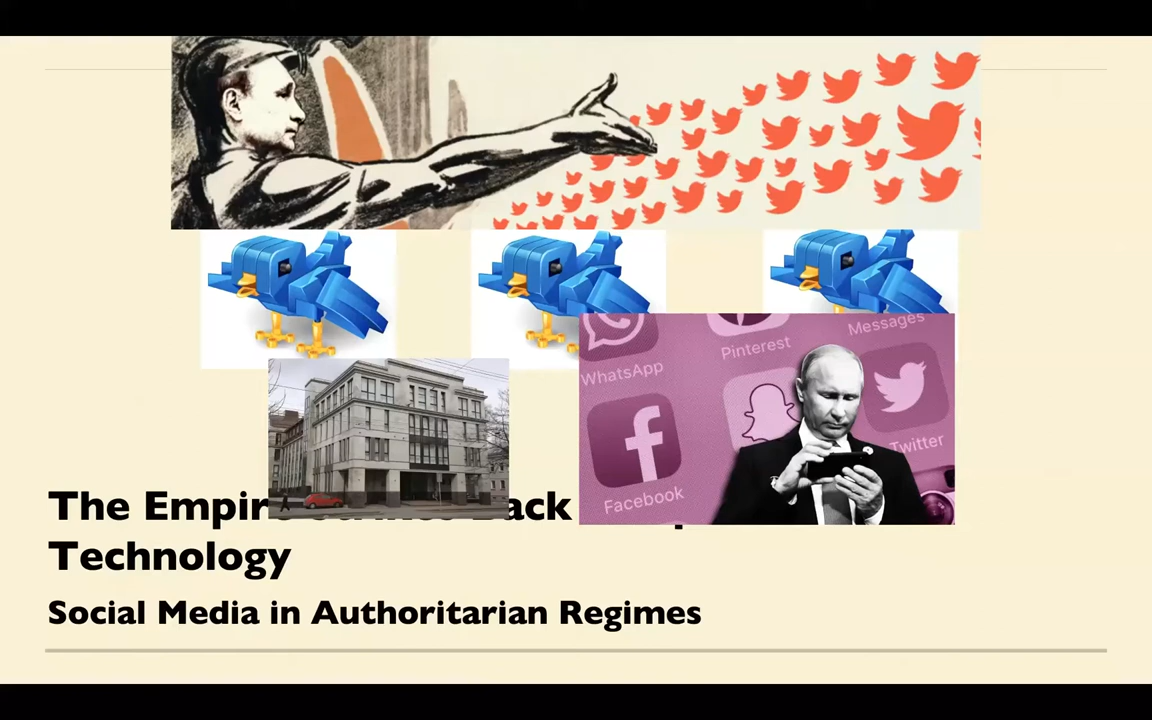 Messages
Pinterest
WhatsApp
Twitter
Facebook
The Empir ack
Technology
Social Media in Authoritarian Regimes